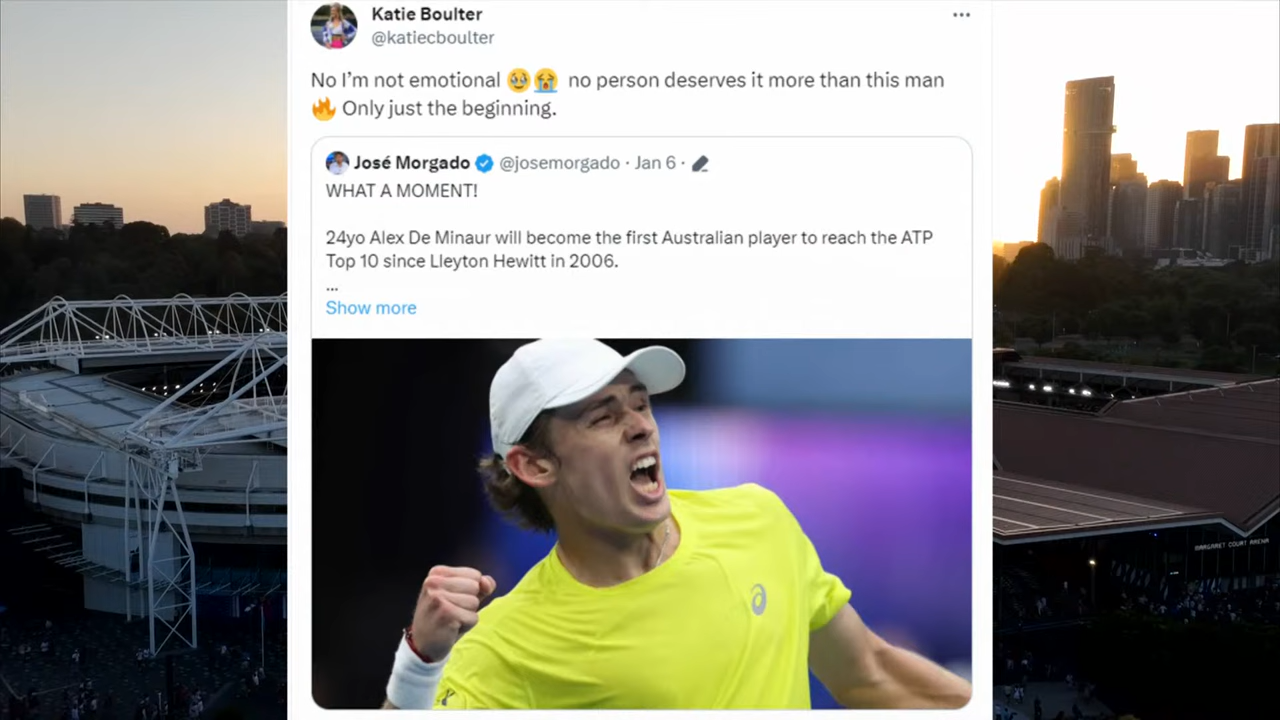 Katie Boulter
@katiecboulter
No I’m not emotional 🥹😭 no person deserves it more than this man
🔥 Only just the beginning.
José Morgado @josemorgado · Jan 6 ·
WHAT A MOMENT!
24yo Alex De Minaur will become the first Australian player to reach the ATP
Top 10 since Lleyton Hewitt in 2006.
...
Show more
MARGARET COURT ARENA